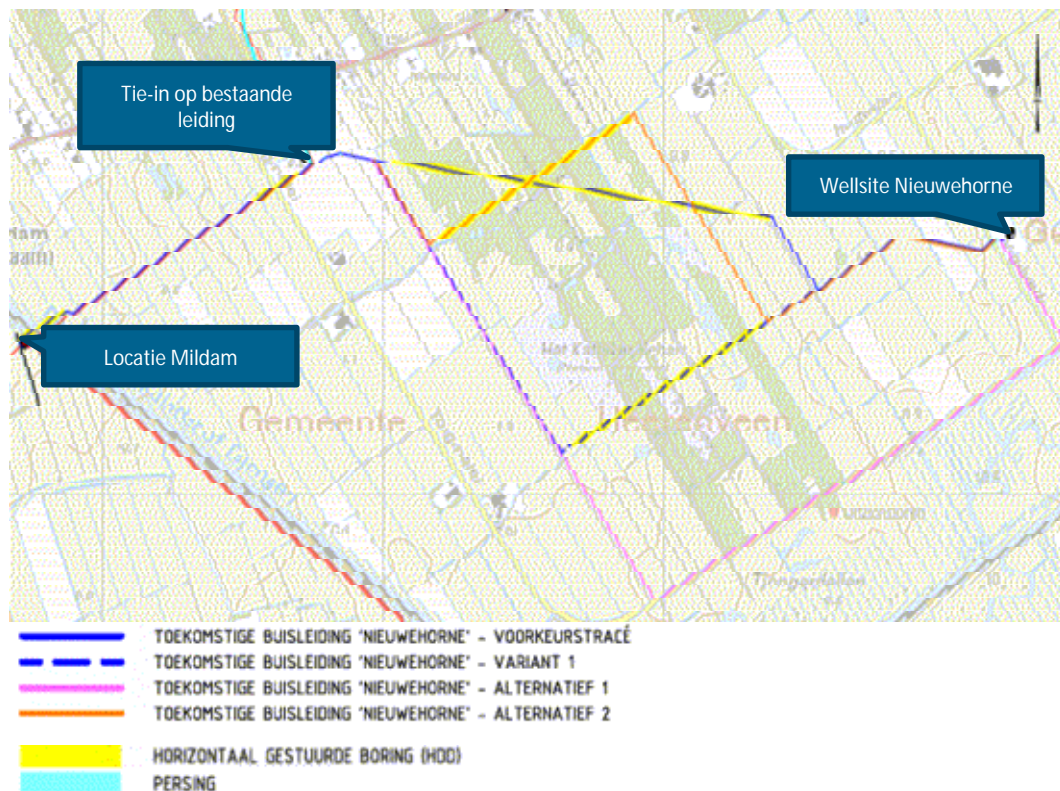 Tie-in op bestaande
leiding
Wellsite Nieuwehorne
Locatie Mildam
Gemeente
Heerenveen
TOEKOMSTIGE BUISLEIDING 'NIEUWEHORNE' - VOORKEURSTRACÉ
TOEKOMSTIGE BUISLEIDING 'NIEUWEHORNE' - VARIANT 1
TOEKOMSTIGE BUISLEIDING 'NIEUWEHORNE' - ALTERNATIEF 1
TOEKOMSTIGE BUISLEIDING 'NIEUWEHORNE' - ALTERNATIEF 2
HORIZONTAAL GESTUURDE BORING (HDD)
PERSING